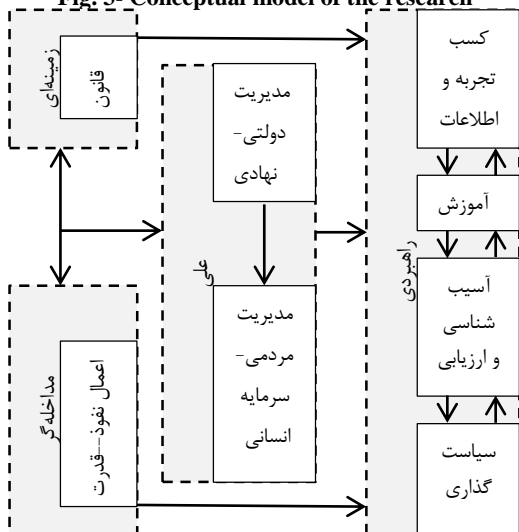 Fig. 3- Conceptual model of the research
کسب
تجربه و
اطلاعات
آموزش
آسیب
شناسی
و ارزیابی
سیاست
گذاری
راهبردی
مدیریت
دولتی-
نهادی
مدیریت
مردمی-
سرمایه
انسانی
علی
قانون
زمینه‌ای
اعمال نفوذ--قدرت
مداخله‌گر